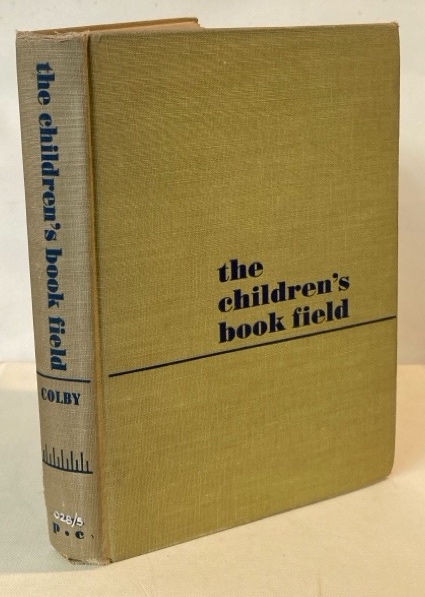 the children's book field
COLBY
028/5
p. c.
the
children's
book field